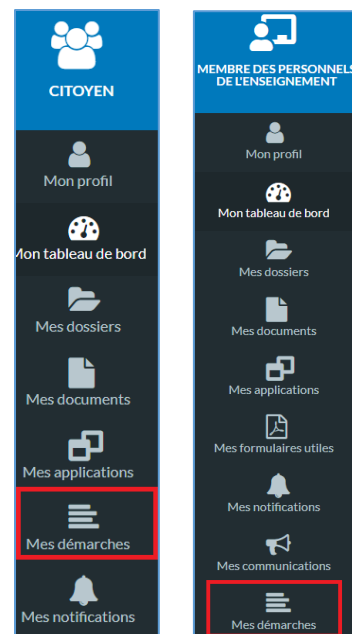 CITOYEN
Mon profil
Mon tableau de bord
Mes dossiers
Mes documents
Mes applications
Mes démarches
Mes notifications
MEMBRE DES PERSONNELS
DE L'ENSEIGNEMENT
Mon profil
Mon tableau de bord
Mes dossiers
Mes documents
Mes applications
Mes formulaires utiles
Mes notifications
Mes communications
Mes démarches